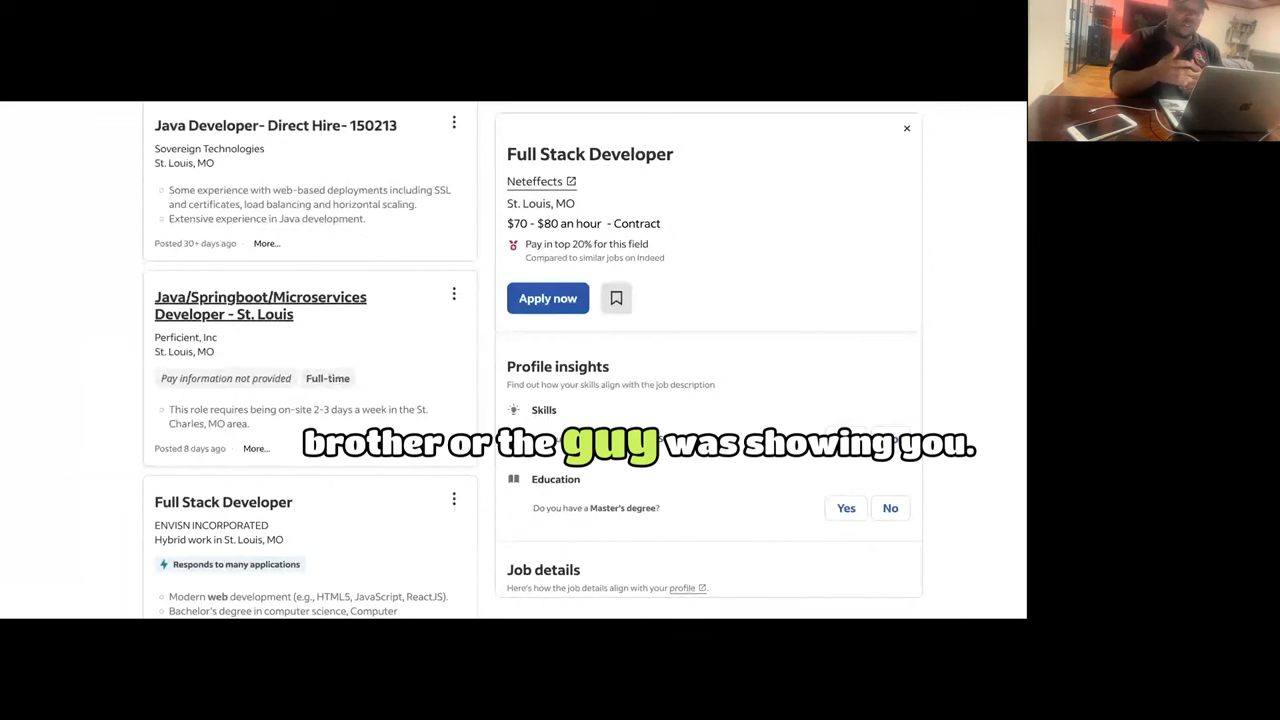 Java Developer- Direct Hire- 150213
Sovereign Technologies
St. Louis, MO
Some experience with web-based deployments including SSL
and certificates, load balancing and horizontal scaling.
Extensive experience in Java development.
Posted 30+ days ago · More...
Java/Springboot/Microservices
Developer - St. Louis
Perficient, Inc
St. Louis, MO
Pay information not provided
Full-time
This role requires being on-site 2-3 days a week in the St.
Charles, MO area.
Posted 8 days ago · More...
Full Stack Developer
ENVISN INCORPORATED
Hybrid work in St. Louis, MO
Responds to many applications
Modern web development (e.g., HTML5, JavaScript, ReactJS).
Bachelor's degree in computer science, Computer
Full Stack Developer
Neteffects
St. Louis, MO
$70 - $80 an hour - Contract
Pay in top 20% for this field
Compared to similar jobs on Indeed
Apply now
Profile insights
Find out how your skills align with the job description
Skills
Education
Do you have a Master's degree?
Yes
No
Job details
Here's how the job details align with your profile.
brother or the guy was showing you.